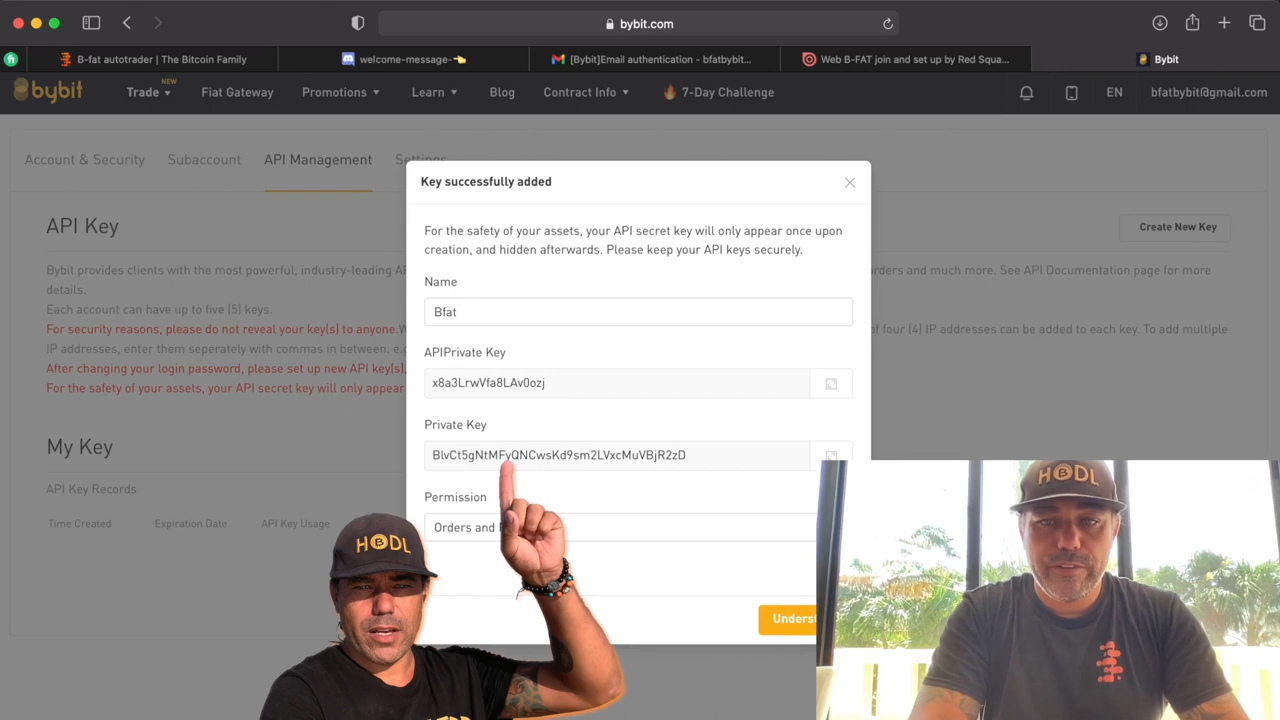 bybit.com
B-fat autotrader | The Bitcoin Family
welcome-message-👈
[Bybit]Email authentication - bfatbybit...
Web B-FAT join and set up by Red Squa...
Bybit
bybit
Trade
NEW
Fiat Gateway
Promotions
Learn
Blog
Contract Info
🔥 7-Day Challenge
EN
bfatbybit@gmail.com
Account & Security
Subaccount
API Management
Settings
Key successfully added
API Key
Create New Key
For the safety of your assets, your API secret key will only appear once upon
creation, and hidden afterwards. Please keep your API keys securely.
Bybit provides clients with the most powerful, industry-leading
orders and much more. See API Documentation page for more
details.
Each account can have up to five (5) keys.
For security reasons, please do not reveal your key(s) to anyone.
of four (4) IP addresses can be added to each key. To add multiple
IP addresses, enter them seperately with commas in between. e.g.
After changing your login password, please set up new API key(s),
For the safety of your assets, your API secret key will only appear
Name
Bfat
APIPrivate Key
x8a3LrwVfa8LAv0ozj
Private Key
BlvCt5gNtMFyQNCwsKd9sm2LVxcMuVBjR2zD
Permission
Orders and
My Key
API Key Records
Time Created
Expiration Date
API Key Usage
HODL
HODL